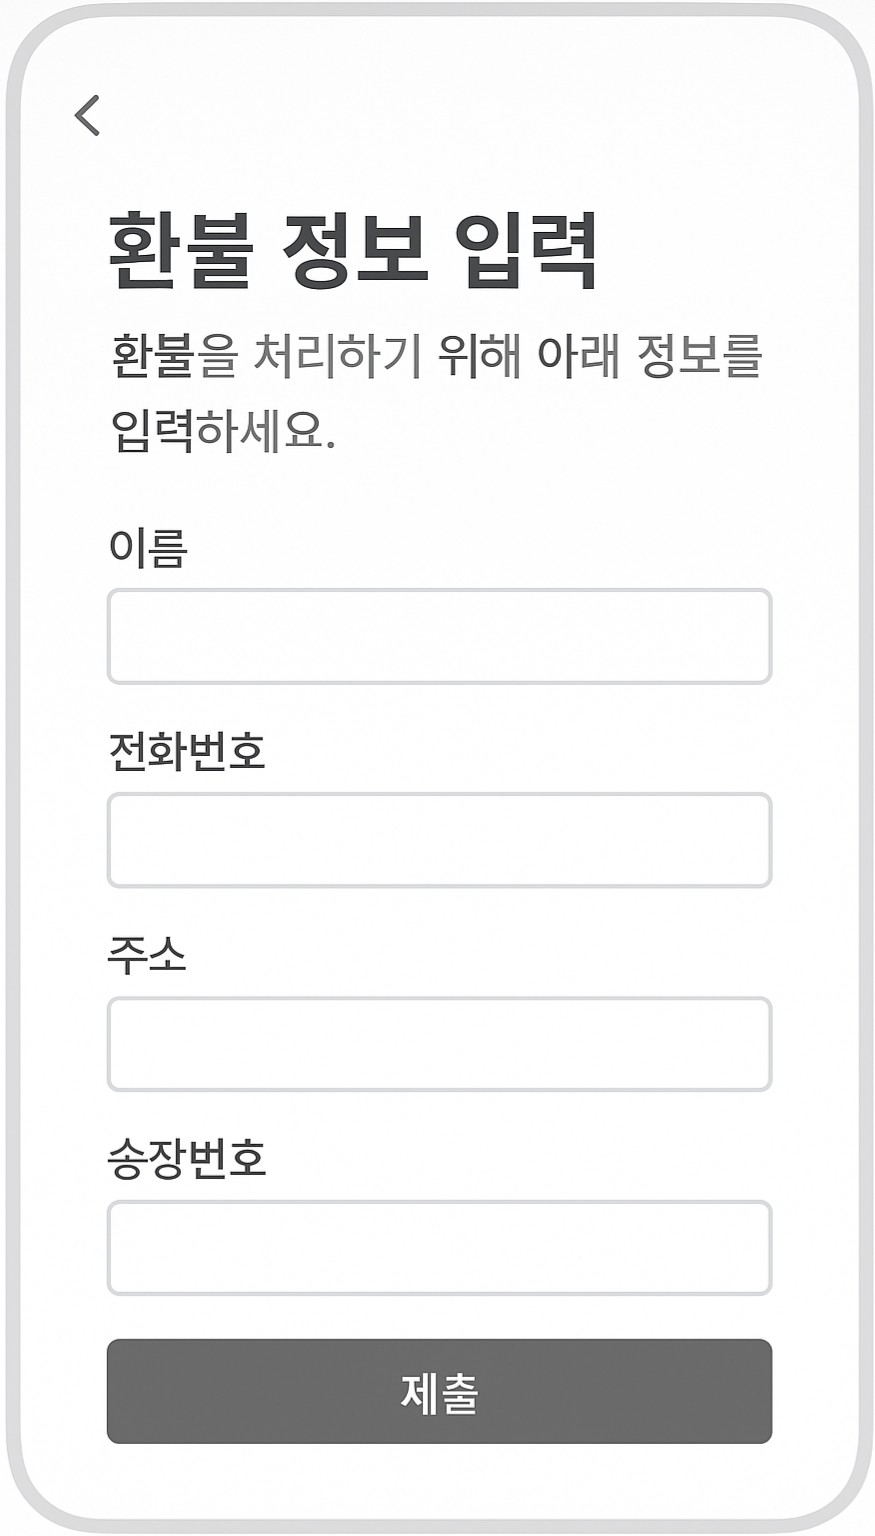 환불 정보 입력
환불을 처리하기 위해 아래 정보를
입력하세요.
이름
전화번호
주소
송장번호
제출